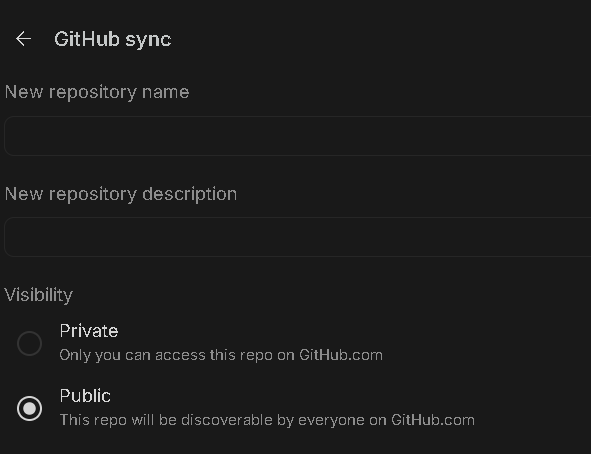 GitHub sync
New repository name
New repository description
Visibility
Private
Only you can access this repo on GitHub.com
Public
This repo will be discoverable by everyone on GitHub.com